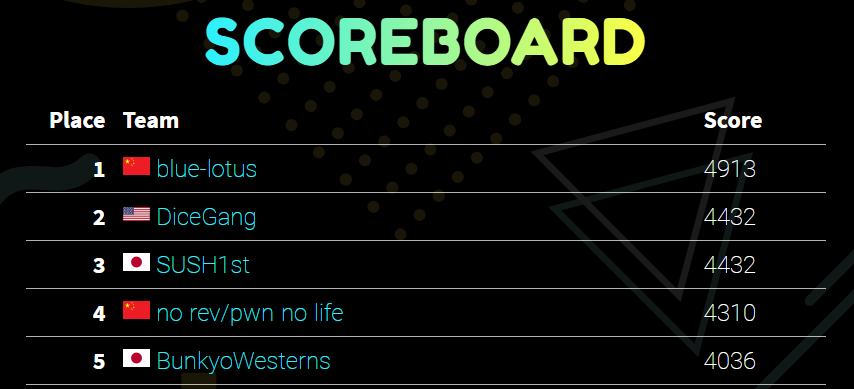 SCOREBOARD
Place Team Score
1 blue-lotus 4913
2 DiceGang 4432
3 SUSH1st 4432
4 no rev/pwn no life 4310
5 BunkyoWesterns 4036